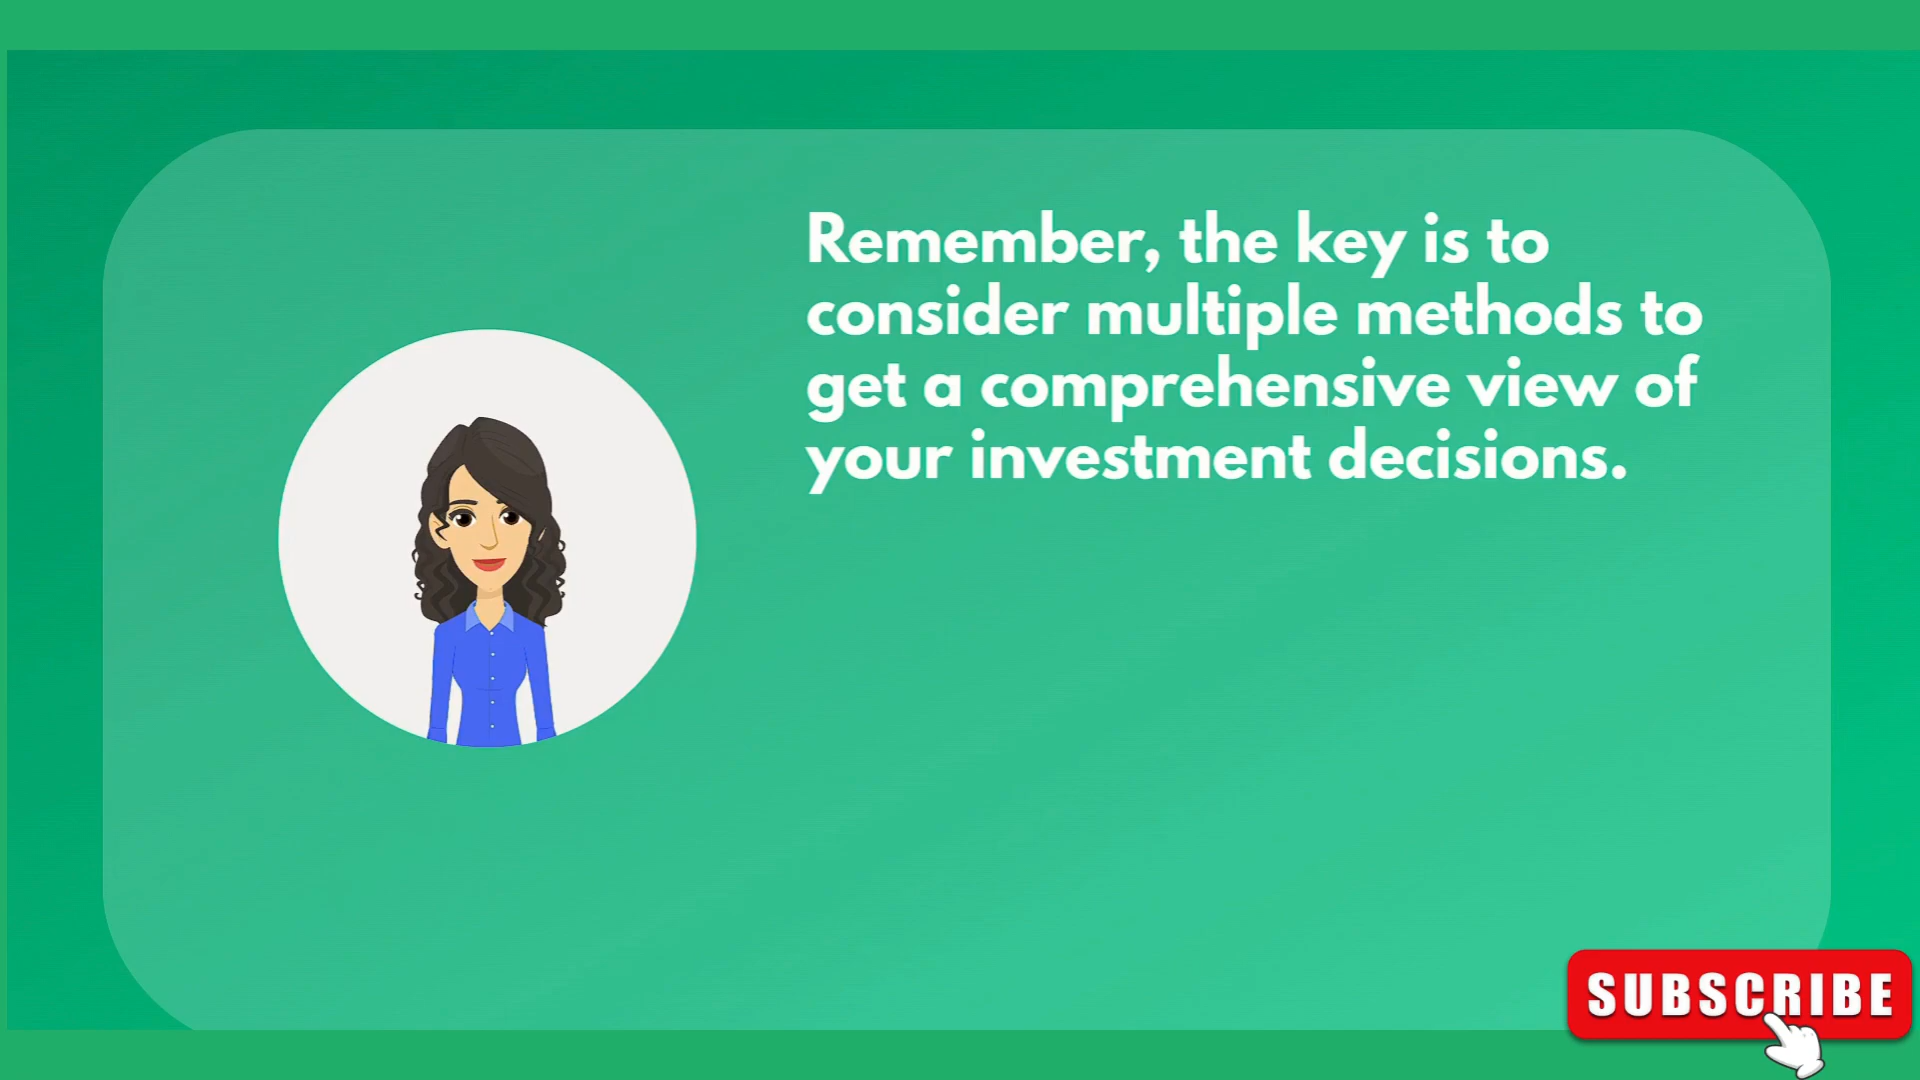 Remember, the key is to
consider multiple methods to
get a comprehensive view of
your investment decisions.
SUBSCRIBE